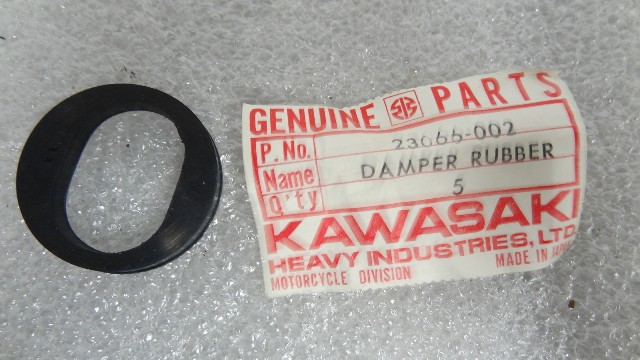 GENUINE PARTS
P. No. 23066-002
Name DAMPER RUBBER
Q'ty 5
KAWASAKI
HEAVY INDUSTRIES, LTD.
MOTORCYCLE DIVISION MADE IN JAPAN